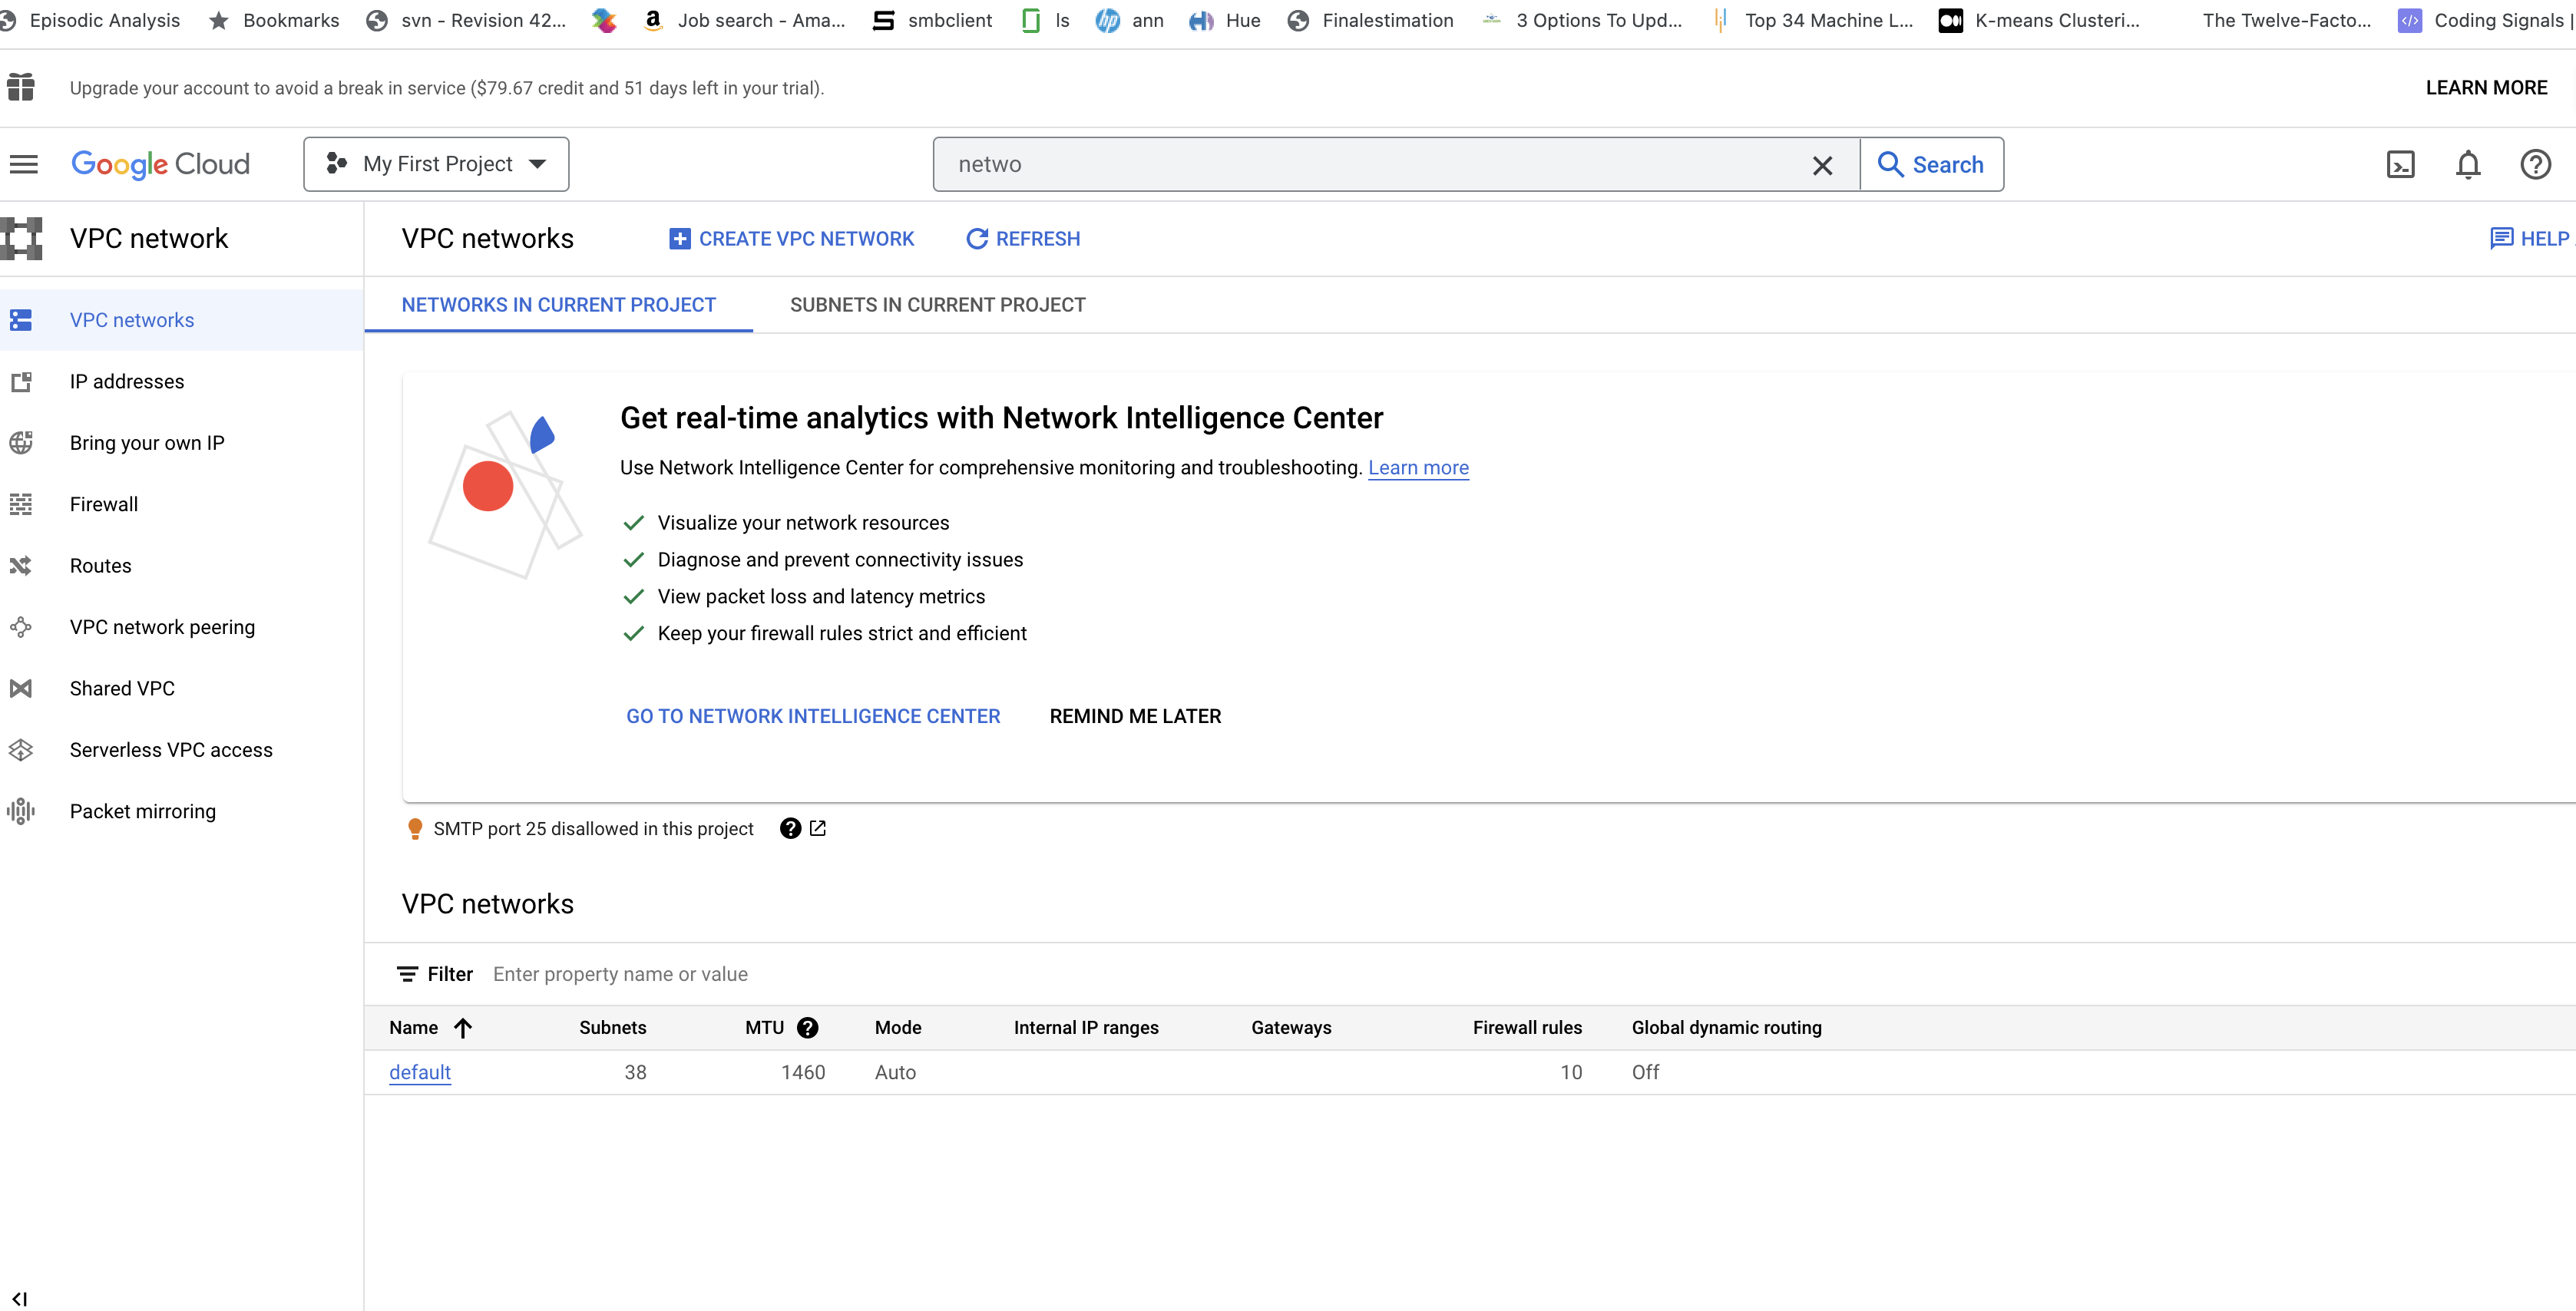 Episodic Analysis Bookmarks svn - Revision 42... a Job search - Ama... smbclient ls hp ann Hue Finalestimation 3 Options To Upd... Top 34 Machine L... K-means Clusteri... The Twelve-Facto... Coding Signals |
Upgrade your account to avoid a break in service ($79.67 credit and 51 days left in your trial). LEARN MORE
Google Cloud My First Project netwo Search
VPC network
VPC networks
IP addresses
Bring your own IP
Firewall
Routes
VPC network peering
Shared VPC
Serverless VPC access
Packet mirroring
VPC networks CREATE VPC NETWORK REFRESH HELP
NETWORKS IN CURRENT PROJECT SUBNETS IN CURRENT PROJECT
Get real-time analytics with Network Intelligence Center
Use Network Intelligence Center for comprehensive monitoring and troubleshooting. Learn more
Visualize your network resources
Diagnose and prevent connectivity issues
View packet loss and latency metrics
Keep your firewall rules strict and efficient
GO TO NETWORK INTELLIGENCE CENTER REMIND ME LATER
SMTP port 25 disallowed in this project
VPC networks
Filter Enter property name or value
Name Subnets MTU Mode Internal IP ranges Gateways Firewall rules Global dynamic routing
default 38 1460 Auto 10 Off